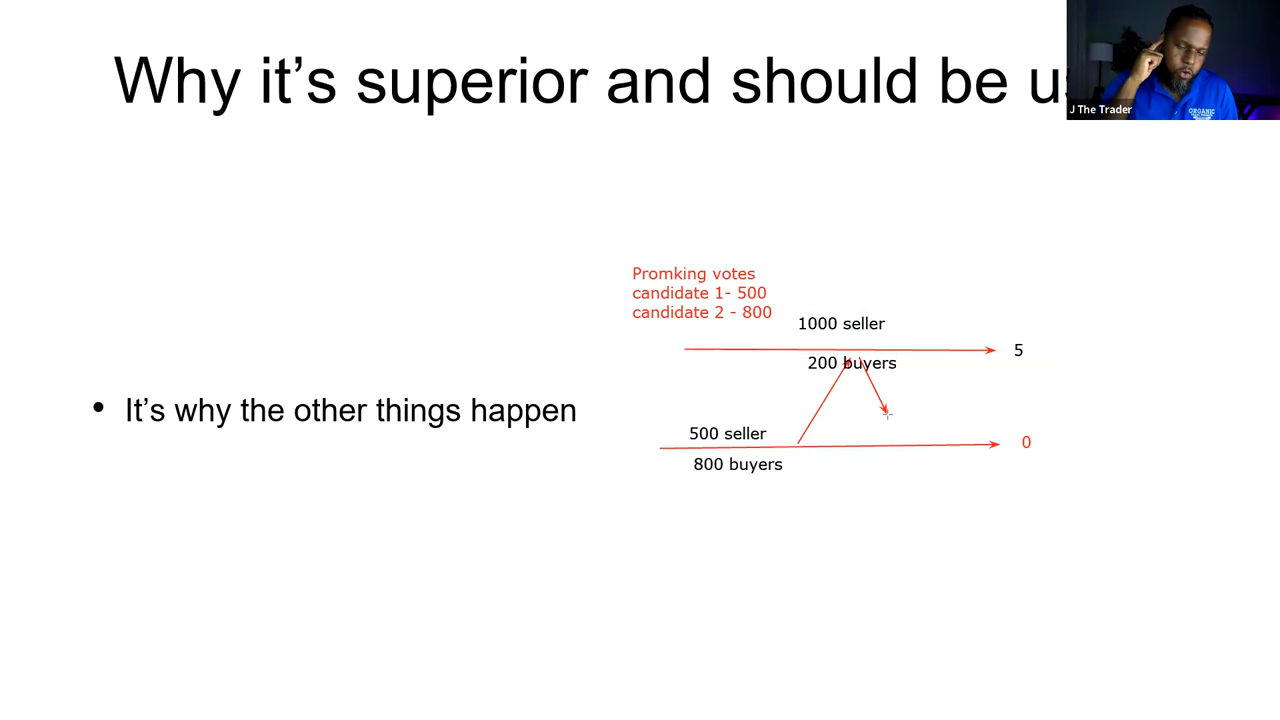 Why it's superior and should be u
J The Trader
ORGANIC
Promking votes
candidate 1- 500
candidate 2 - 800
1000 seller
5
200 buyers
It's why the other things happen
500 seller
0
800 buyers